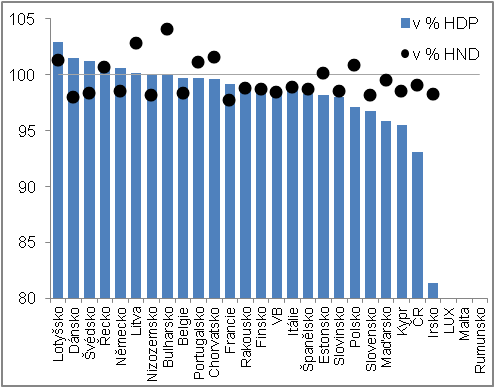 105
100
95
90
85
80
v % HDP
v % HND
Lotyšsko
Dánsko
Švédsko
Řecko
Německo
Litva
Nizozemsko
Bulharsko
Belgie
Portugalsko
Chorvatsko
Francie
Rakousko
Finsko
VB
Itálie
Španělsko
Estonsko
Slovinsko
Polsko
Slovensko
Maďarsko
Kypr
ČR
Irsko
LUX
Malta
Rumunsko